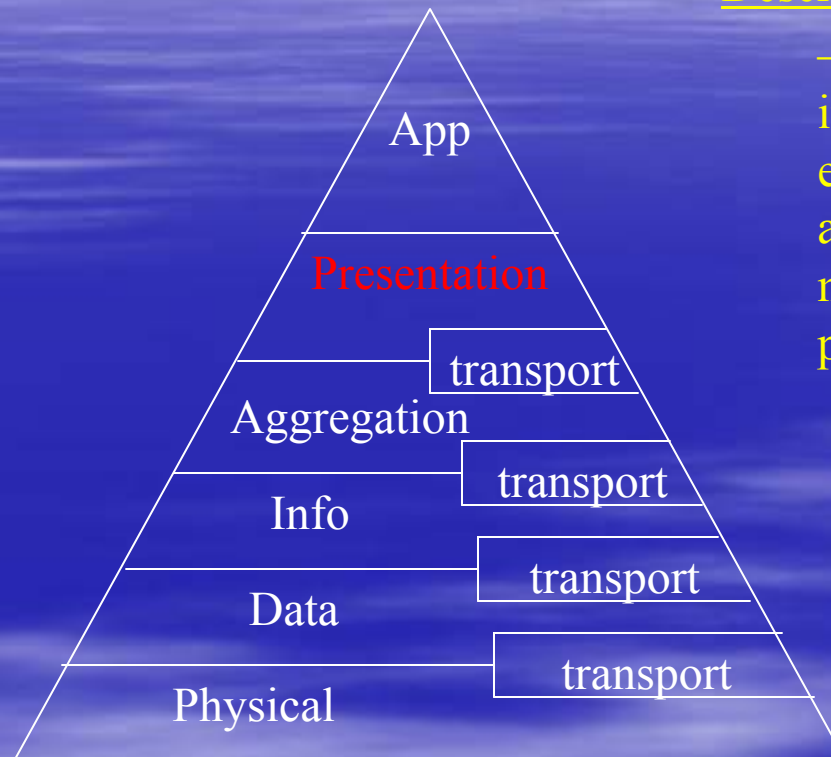 App
Presentation
transport
Aggregation
transport
Info
transport
Data
transport
Physical